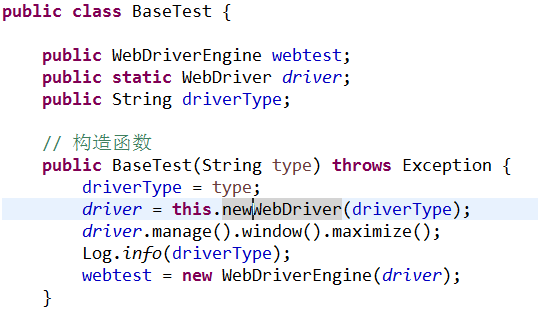 public class BaseTest {
public WebDriverEngine webtest;
public static WebDriver driver;
public String driverType;
// 构造函数
public BaseTest(String type) throws Exception {
driverType = type;
driver = this.newWebDriver(driverType);
driver.manage().window().maximize();
Log.info(driverType);
webtest = new WebDriverEngine(driver);
}